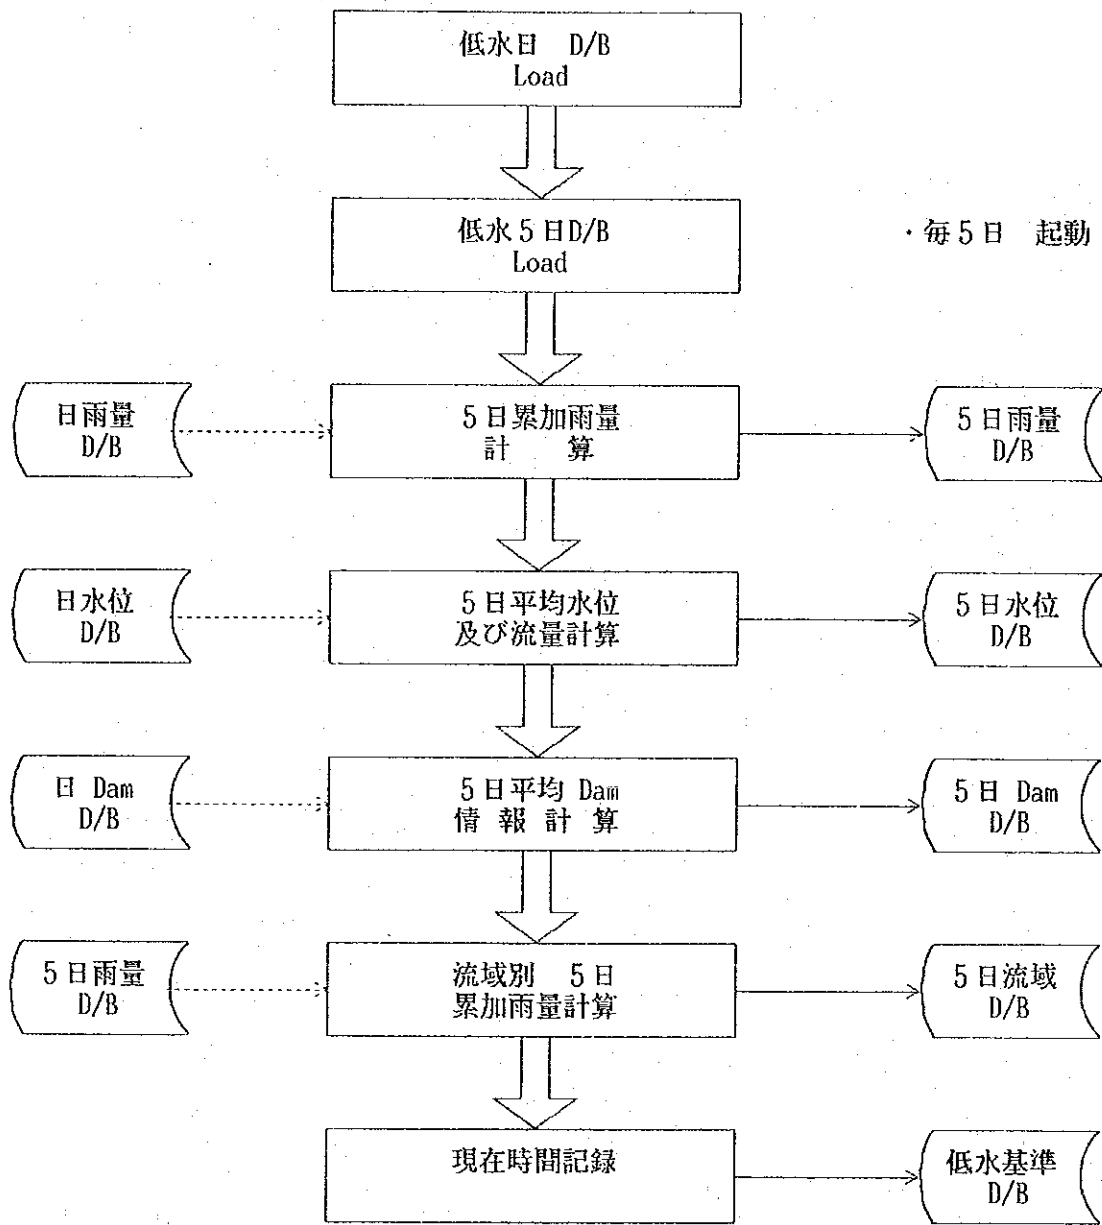 低水日 D/B
Load
低水5日D/B
Load
・毎5日 起動
日雨量
D/B
5日累加雨量
計 算
5日雨量
D/B
日水位
D/B
5日平均水位
及び流量計算
5日水位
D/B
日 Dam
D/B
5日平均 Dam
情 報 計 算
5日 Dam
D/B
5日雨量
D/B
流域別 5日
累加雨量計算
5日流域
D/B
現在時間記録
低水基準
D/B